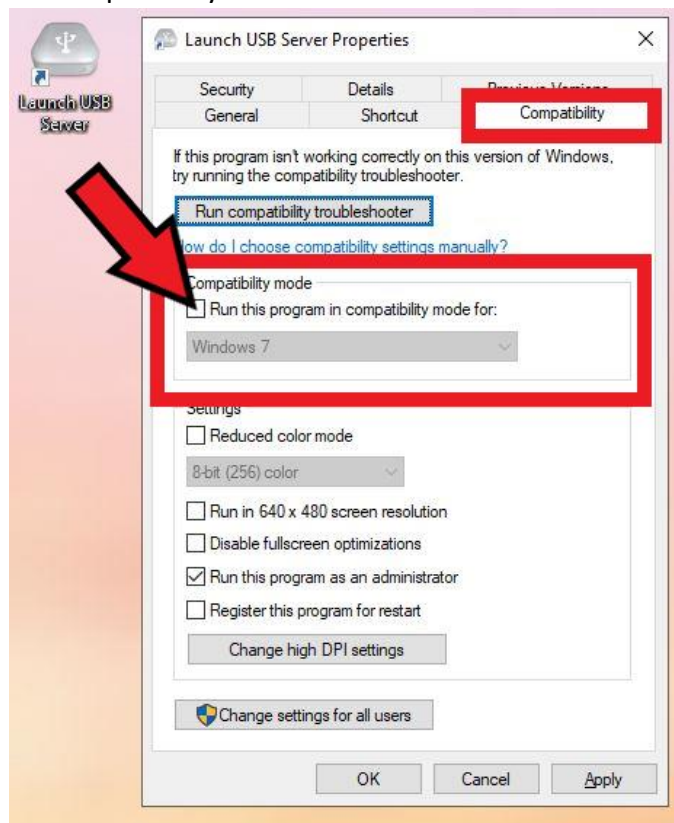 Launch USB
Server
Launch USB Server Properties
Security Details Previous Versions
General Shortcut Compatibility
If this program isn't working correctly on this version of Windows,
try running the compatibility troubleshooter.
Run compatibility troubleshooter
How do I choose compatibility settings manually?
Compatibility mode
Run this program in compatibility mode for:
Windows 7
Settings
Reduced color mode
8-bit (256) color
Run in 640 x 480 screen resolution
Disable fullscreen optimizations
Run this program as an administrator
Register this program for restart
Change high DPI settings
Change settings for all users
OK Cancel Apply